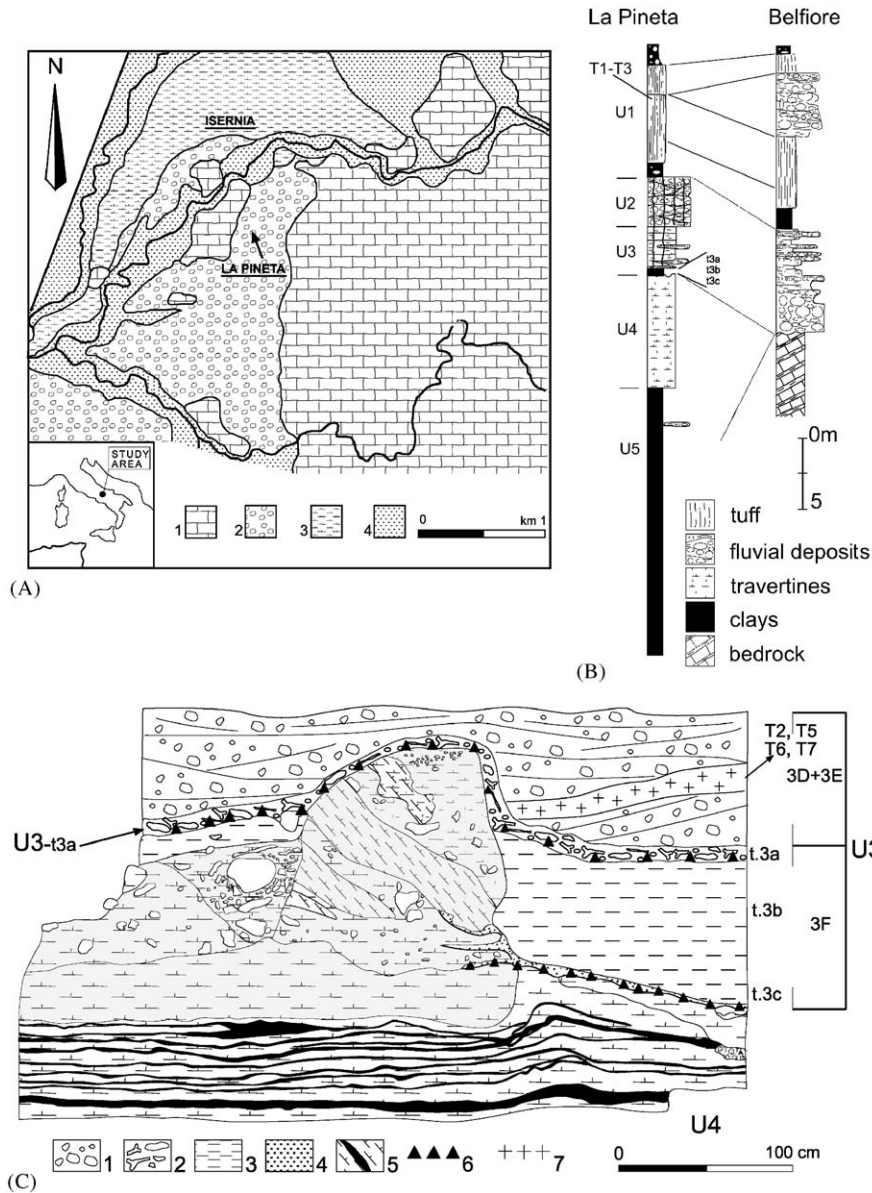 N
ISERNIA
LA PINETA
STUDY
AREA
1
2
3
4
0
km 1
(A)
La Pineta
Belfiore
T1-T3
U1
U2
U3
t3a
t3b
t3c
U4
U5
0m
5
tuff
fluvial deposits
travertines
clays
bedrock
(B)
T2, T5
T6, T7
3D+3E
U3-t3a
t.3a
U3
t.3b
3F
t.3c
U4
1
2
3
4
5
6
7
0
100 cm
(C)